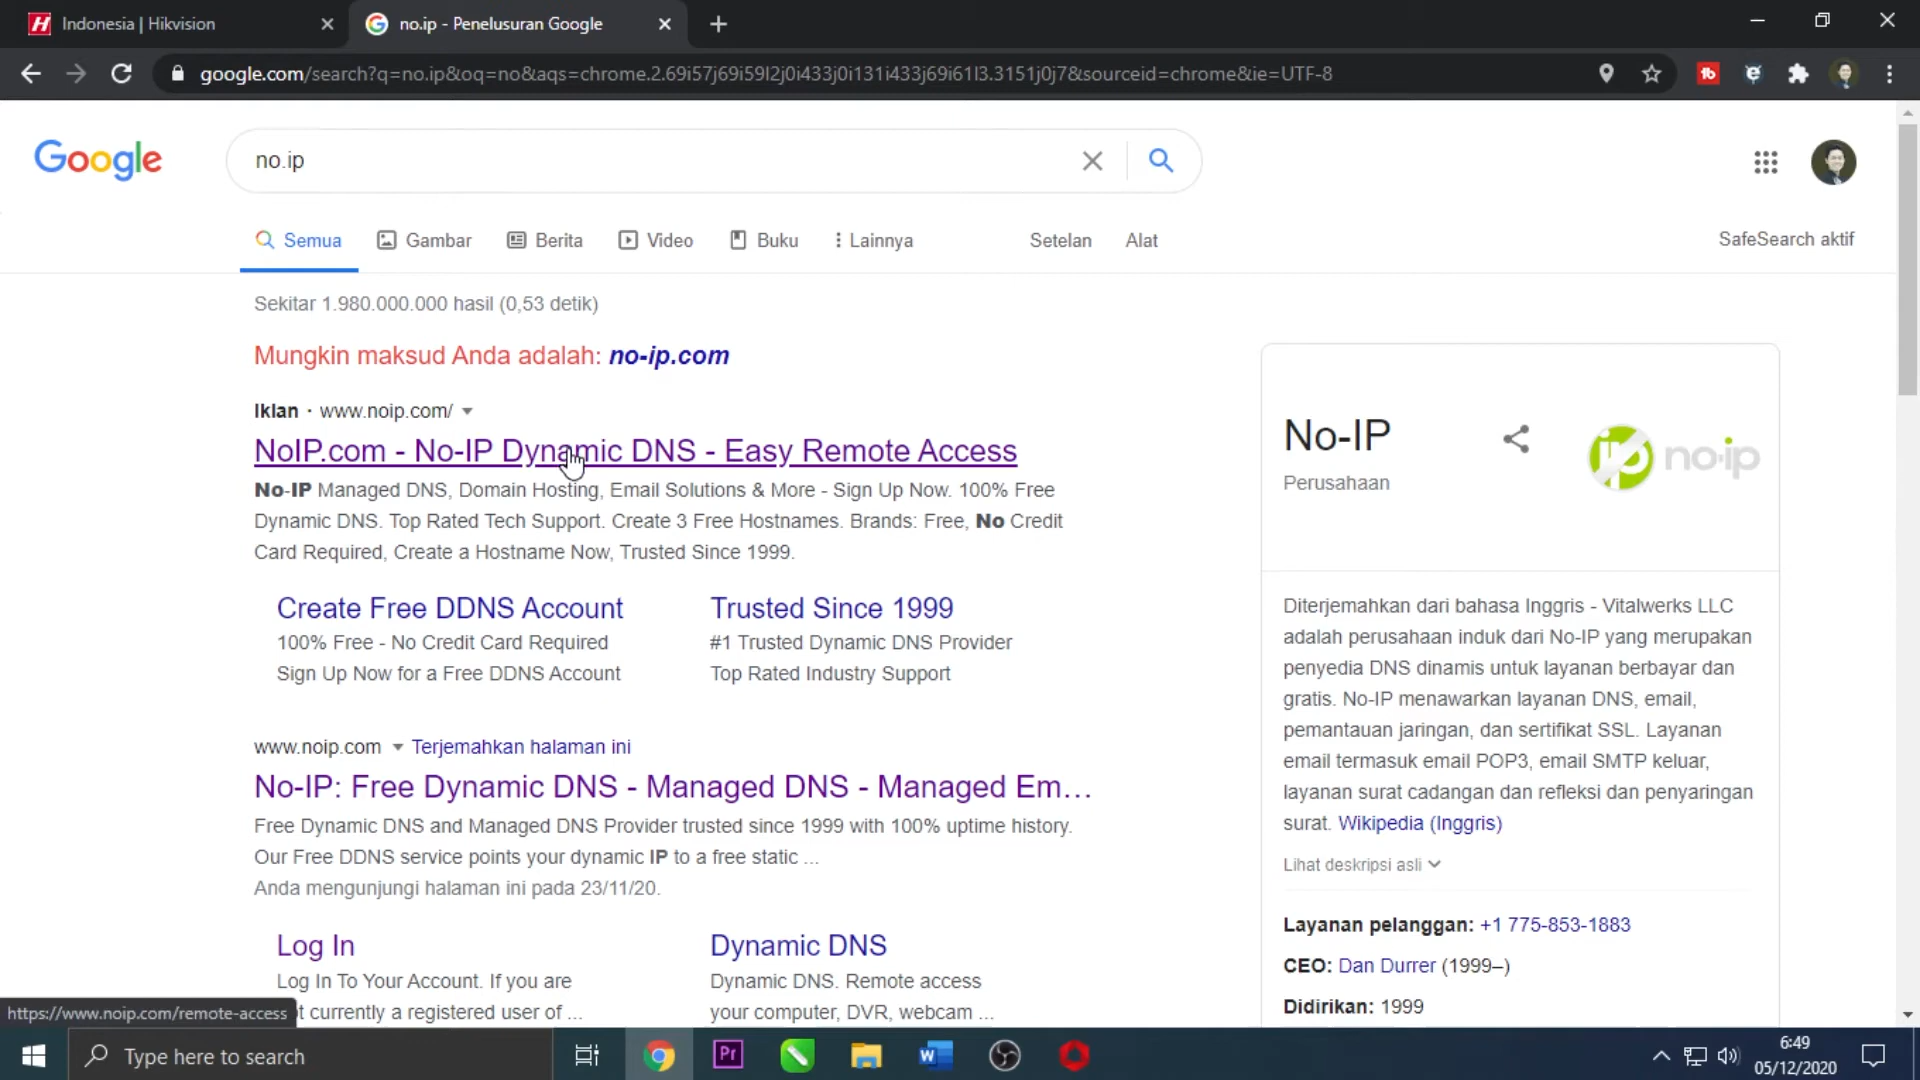 Indonesia | Hikvision
no.ip - Penelusuran Google
google.com/search?q=no.ip&oq=no&aqs=chrome.2.69i57j69i59l2j0i433j0i131i433j69i61l3.3151j0j7&sourceid=chrome&ie=UTF-8
Google
no.ip
Semua
Gambar
Berita
Video
Buku
Lainnya
Setelan
Alat
SafeSearch aktif
Sekitar 1.980.000.000 hasil (0,53 detik)
Mungkin maksud Anda adalah: no-ip.com
Iklan · www.noip.com/
NoIP.com - No-IP Dynamic DNS - Easy Remote Access
No-IP Managed DNS, Domain Hosting, Email Solutions & More - Sign Up Now. 100% Free
Dynamic DNS. Top Rated Tech Support. Create 3 Free Hostnames. Brands: Free, No Credit
Card Required, Create a Hostname Now, Trusted Since 1999.
Create Free DDNS Account
100% Free - No Credit Card Required
Sign Up Now for a Free DDNS Account
Trusted Since 1999
#1 Trusted Dynamic DNS Provider
Top Rated Industry Support
www.noip.com
Terjemahkan halaman ini
No-IP: Free Dynamic DNS - Managed DNS - Managed Em...
Free Dynamic DNS and Managed DNS Provider trusted since 1999 with 100% uptime history.
Our Free DDNS service points your dynamic IP to a free static ...
Anda mengunjungi halaman ini pada 23/11/20.
Log In
Log In To Your Account. If you are
t currently a registered user of ...
Dynamic DNS
Dynamic DNS. Remote access
your computer, DVR, webcam ...
No-IP
Perusahaan
no-ip
Diterjemahkan dari bahasa Inggris - Vitalwerks LLC
adalah perusahaan induk dari No-IP yang merupakan
penyedia DNS dinamis untuk layanan berbayar dan
gratis. No-IP menawarkan layanan DNS, email,
pemantauan jaringan, dan sertifikat SSL. Layanan
email termasuk email POP3, email SMTP keluar,
layanan surat cadangan dan refleksi dan penyaringan
surat. Wikipedia (Inggris)
Lihat deskripsi asli
Layanan pelanggan: +1 775-853-1883
CEO: Dan Durrer (1999–)
Didirikan: 1999
https://www.noip.com/remote-access
Type here to search
Pr
W
6:49
05/12/2020